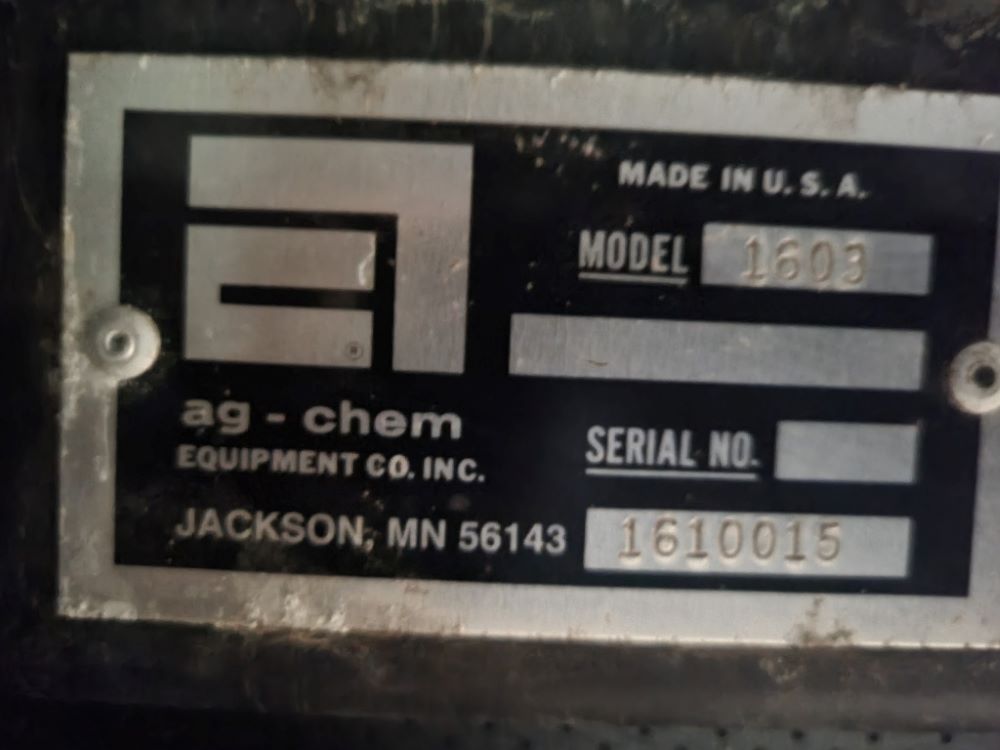 MADE IN U. S. A.
MODEL 1603
®
ag - chem
EQUIPMENT CO. INC.
SERIAL NO.
JACKSON, MN 56143
1610015